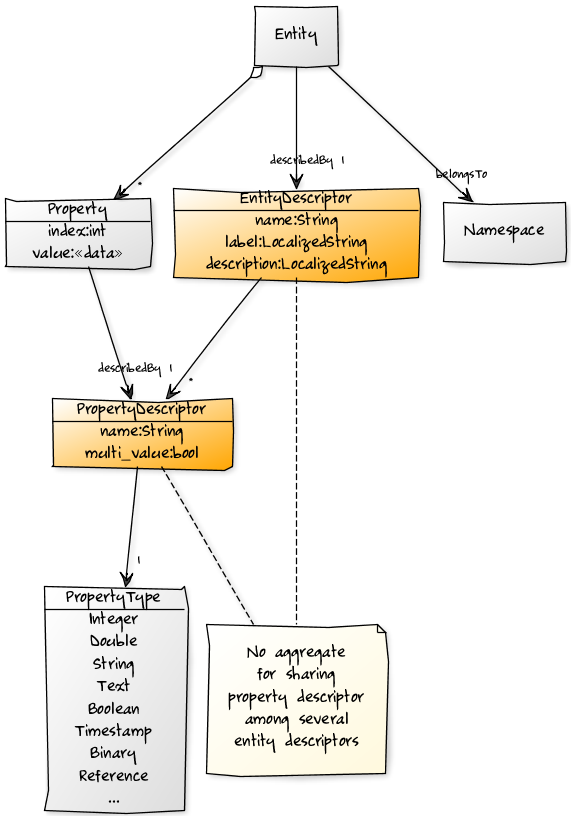 Entity
describedBy 1
belongsTo
*
Property
index:int
value:«data»
EntityDescriptor
name:String
label:LocalizedString
description:LocalizedString
Namespace
describedBy 1
*
PropertyDescriptor
name:String
multi_value:bool
1
PropertyType
Integer
Double
String
Text
Boolean
Timestamp
Binary
Reference
...
No aggregate
for sharing
property descriptor
among several
entity descriptors